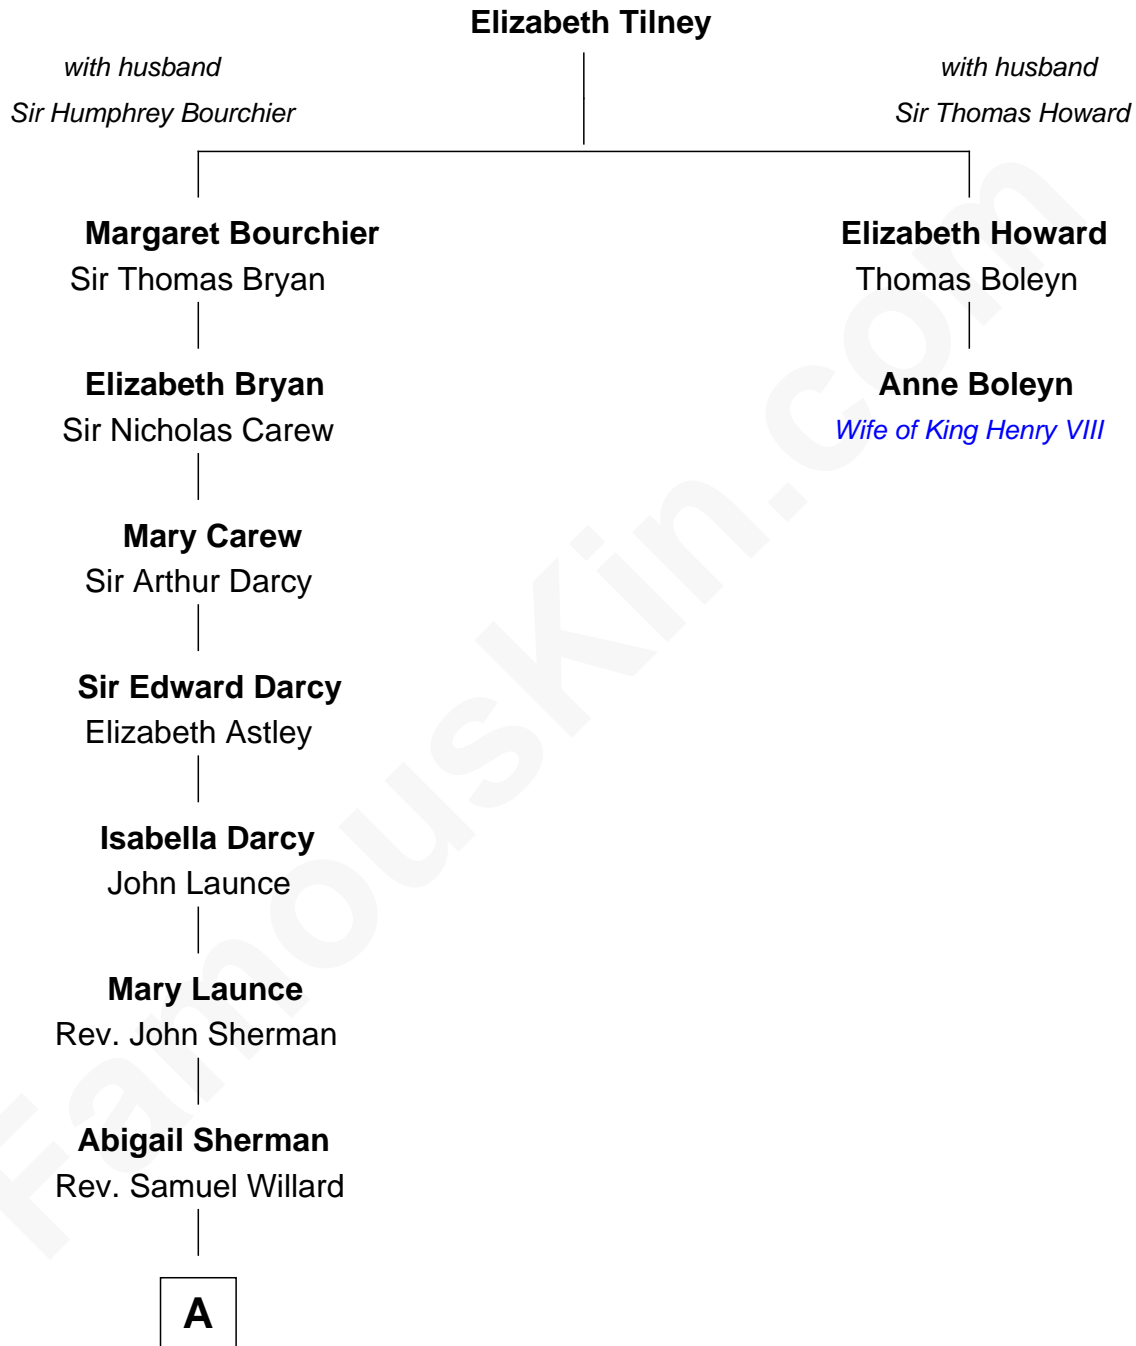 Elizabeth Tilney
with husband
Sir Humphrey Bourchier
with husband
Sir Thomas Howard
Margaret Bourchier
Sir Thomas Bryan
Elizabeth Howard
Thomas Boleyn
Elizabeth Bryan
Sir Nicholas Carew
Anne Boleyn
Wife of King Henry VIII
Mary Carew
Sir Arthur Darcy
Sir Edward Darcy
Elizabeth Astley
Isabella Darcy
John Launce
Mary Launce
Rev. John Sherman
Abigail Sherman
Rev. Samuel Willard
A
FamousKin.com